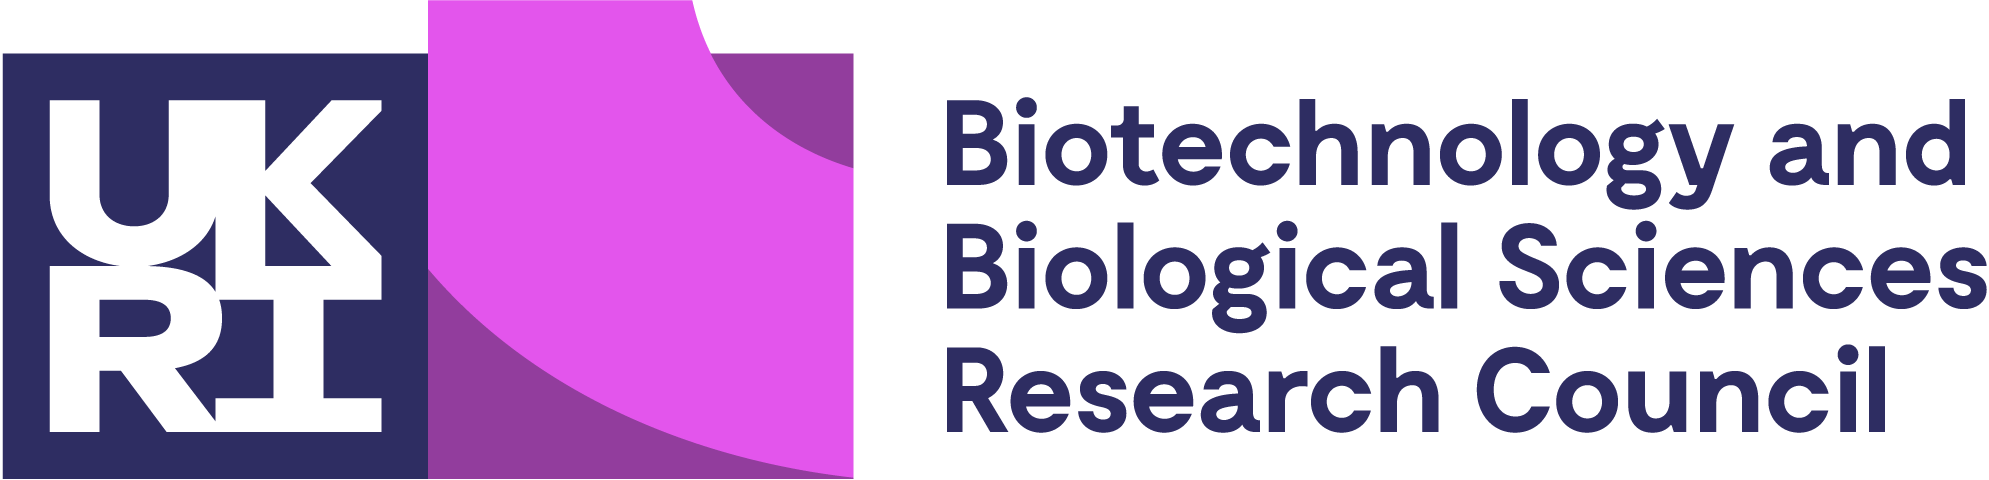 UK
RI
Biotechnology and
Biological Sciences
Research Council